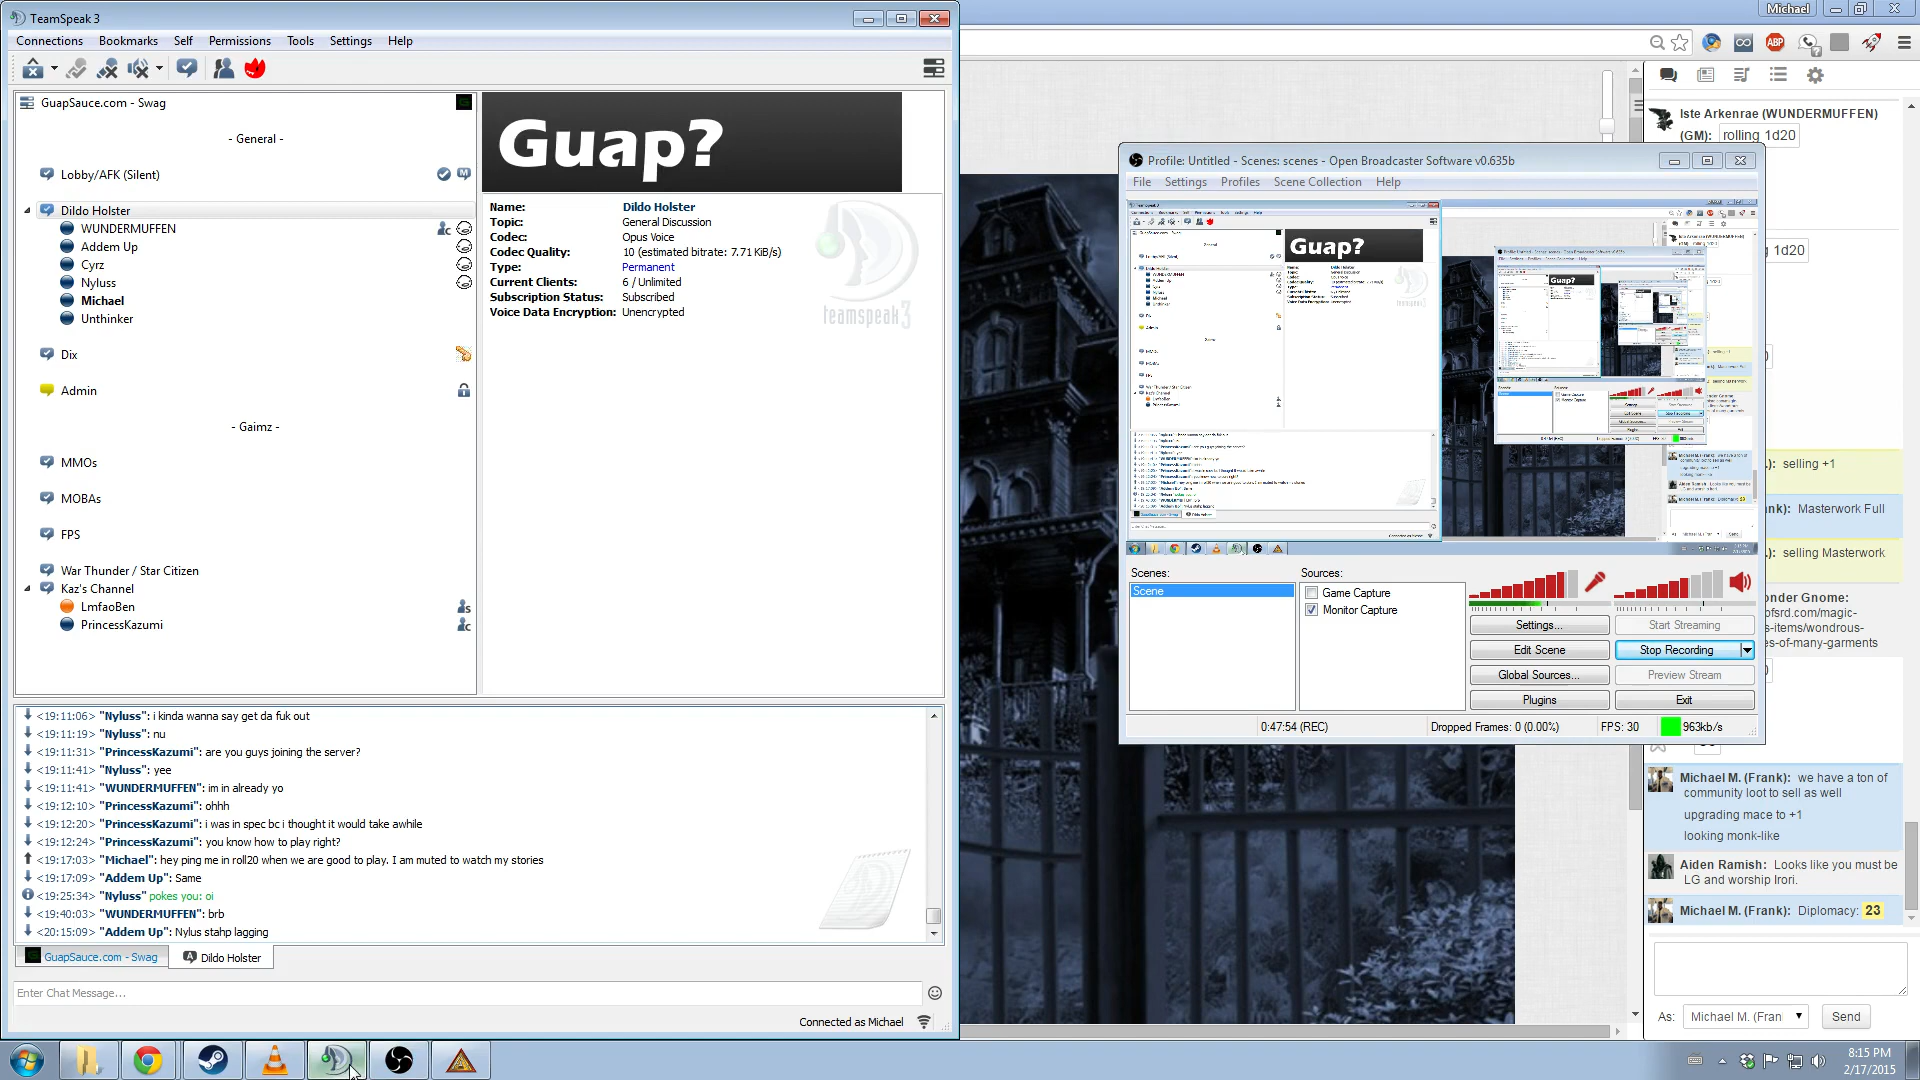 TeamSpeak 3
Connections Bookmarks Self Permissions Tools Settings Help
GuapSauce.com - Swag
- General -
Lobby/AFK (Silent)
Dildo Holster
WUNDERMUFFEN
Addem Up
Cyrz
Nyluss
Michael
Unthinker
Dix
Admin
- Gaimz -
MMOs
MOBAs
FPS
War Thunder / Star Citizen
Kaz's Channel
LmfaoBen
PrincessKazumi
Guap?
Name: Dildo Holster
Topic: General Discussion
Codec: Opus Voice
Codec Quality: 10 (estimated bitrate: 7.71 KiB/s)
Type: Permanent
Current Clients: 6 / Unlimited
Subscription Status: Subscribed
Voice Data Encryption: Unencrypted
teamspeak3
<19:11:06> "Nyluss": i kinda wanna say get da fuk out
<19:11:19> "Nyluss": nu
<19:11:31> "PrincessKazumi": are you guys joining the server?
<19:11:41> "Nyluss": yee
<19:11:41> "WUNDERMUFFEN": im in already yo
<19:12:10> "PrincessKazumi": ohhh
<19:12:20> "PrincessKazumi": i was in spec bc i thought it would take awhile
<19:12:24> "PrincessKazumi": you know how to play right?
<19:17:03> "Michael": hey ping me in roll20 when we are good to play. I am muted to watch my stories
<19:17:09> "Addem Up": Same
<19:25:34> "Nyluss" pokes you: oi
<19:40:03> "WUNDERMUFFEN": brb
<20:15:09> "Addem Up": Nylus stahp lagging
GuapSauce.com - Swag
Dildo Holster
Enter Chat Message...
Connected as Michael
Michael
ABP
Profile: Untitled - Scenes: scenes - Open Broadcaster Software v0.635b
File Settings Profiles Scene Collection Help
Guap?
Guap?
Scenes:
Scene
Sources:
Game Capture
Monitor Capture
Settings...
Start Streaming
Edit Scene
Stop Recording
Global Sources...
Preview Stream
Plugins
Exit
0:47:54 (REC)
Dropped Frames: 0 (0.00%)
FPS: 30
963kb/s
Iste Arkenrae (WUNDERMUFFEN)
(GM): rolling 1d20
1d20
): selling +1
ank): Masterwork Full
): selling Masterwork
onder Gnome:
ofsrd.com/magic-
s-items/wondrous-
es-of-many-garments
Michael M. (Frank): we have a ton of
community loot to sell as well
upgrading mace to +1
looking monk-like
Aiden Ramish: Looks like you must be
LG and worship Irori.
Michael M. (Frank): Diplomacy: 23
As: Michael M. (Fran
Send
8:15 PM
2/17/2015